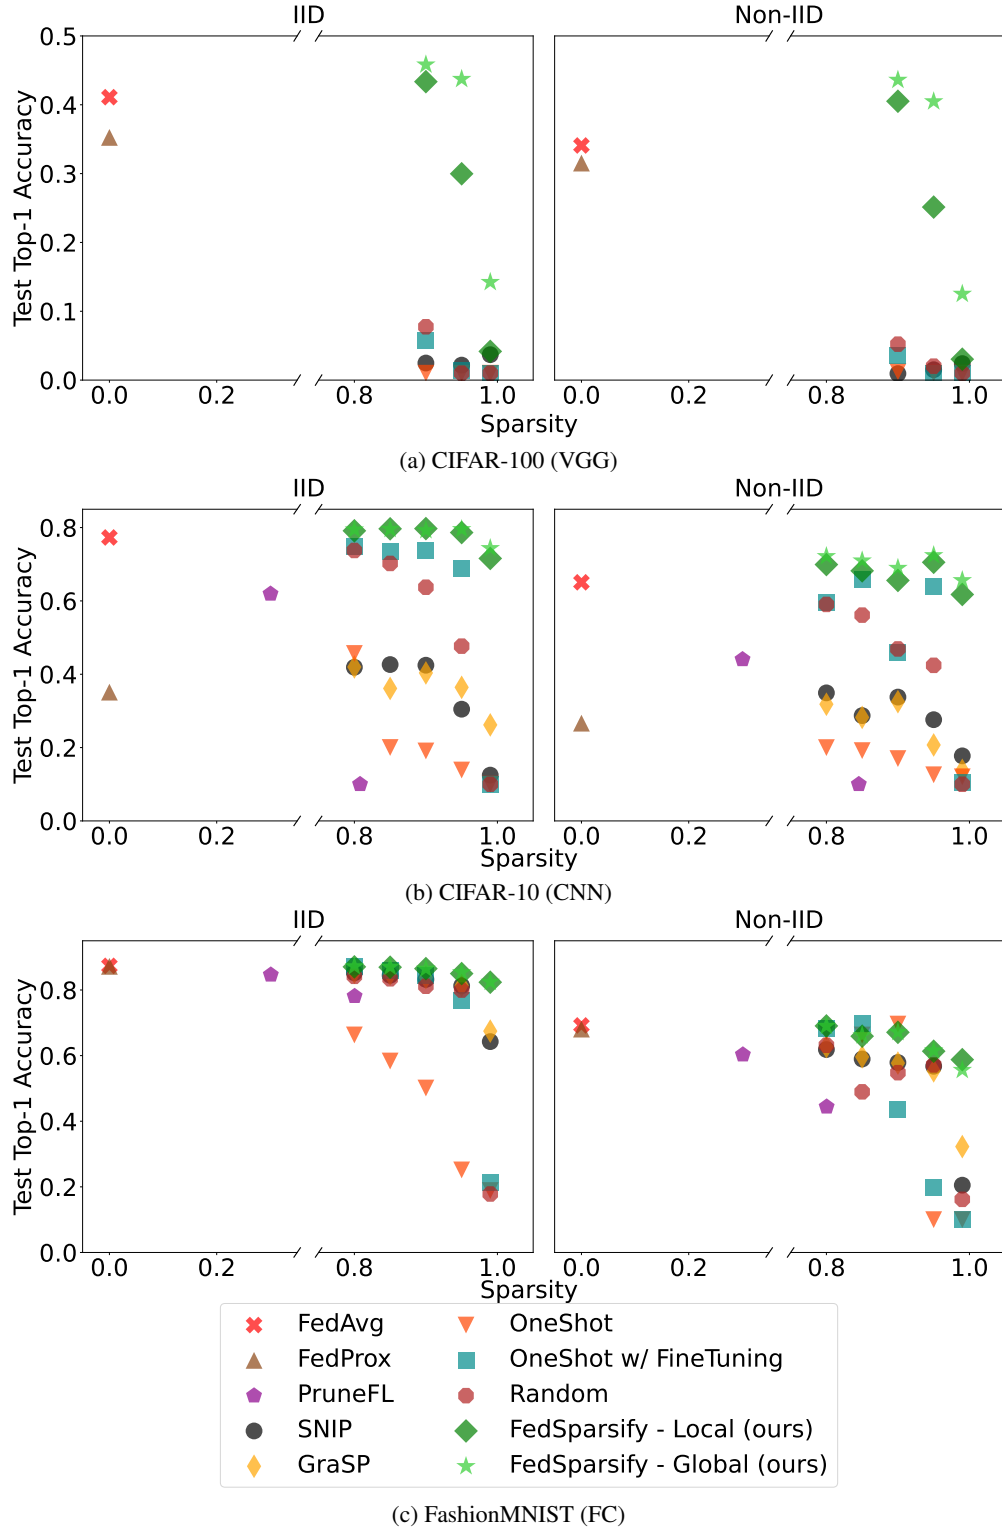 IID Non-IID
Test Top-1 Accuracy
0.5
0.4
0.3
0.2
0.1
0.0
0.0 0.2 0.8 1.0 0.0 0.2 0.8 1.0
Sparsity
(a) CIFAR-100 (VGG)
IID Non-IID
Test Top-1 Accuracy
0.8
0.6
0.4
0.2
0.0
0.0 0.2 0.8 1.0 0.0 0.2 0.8 1.0
Sparsity
(b) CIFAR-10 (CNN)
IID Non-IID
Test Top-1 Accuracy
0.8
0.6
0.4
0.2
0.0
0.0 0.2 0.8 1.0 0.0 0.2 0.8 1.0
Sparsity
FedAvg
FedProx
PruneFL
SNIP
GraSP
OneShot
OneShot w/ FineTuning
Random
FedSparsify - Local (ours)
FedSparsify - Global (ours)
(c) FashionMNIST (FC)